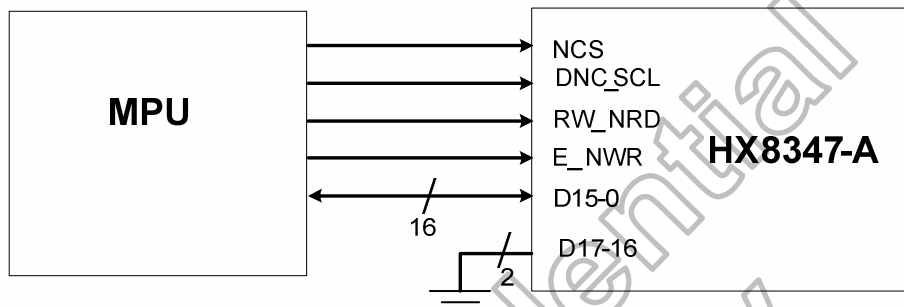 MPU
NCS
DNC_SCL
RW_NRD
E_NWR
D15-0
16
D17-16
2
HX8347-A